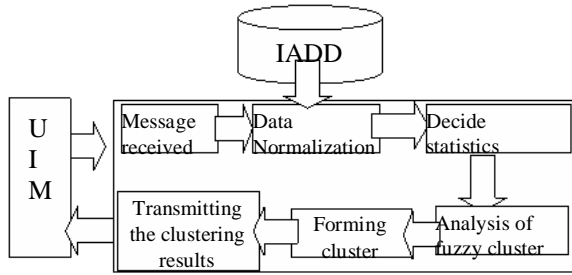 IADD
U
I
M
Message
received
Data
Normalization
Decide
statistics
Transmitting
the clustering
results
Forming
cluster
Analysis of
fuzzy cluster